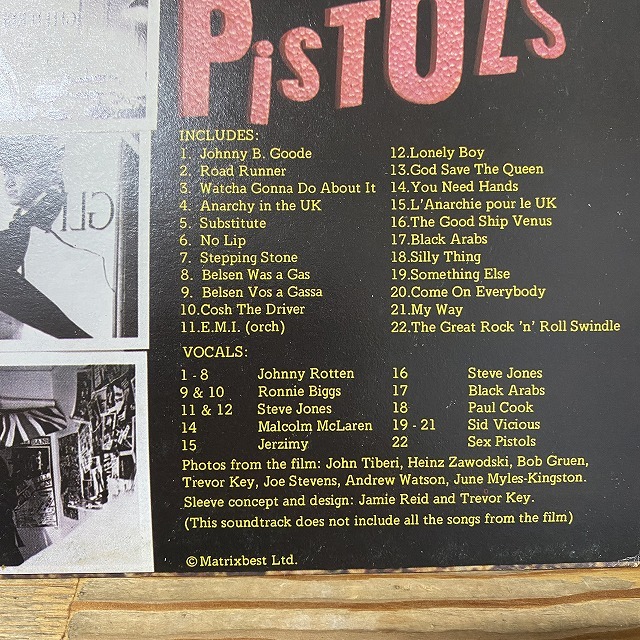 PiSTOLS
INCLUDES:
1. Johnny B. Goode
2. Road Runner
3. Watcha Gonna Do About It
4. Anarchy in the UK
5. Substitute
6. No Lip
7. Stepping Stone
8. Belsen Was a Gas
9. Belsen Vos a Gassa
10.Cosh The Driver
11.E.M.I. (orch)
12.Lonely Boy
13.God Save The Queen
14.You Need Hands
15.L'Anarchie pour le UK
16.The Good Ship Venus
17.Black Arabs
18.Silly Thing
19.Something Else
20.Come On Everybody
21.My Way
22.The Great Rock 'n' Roll Swindle
VOCALS:
1 - 8 Johnny Rotten
9 & 10 Ronnie Biggs
11 & 12 Steve Jones
14 Malcolm McLaren
15 Jerzimy
16 Steve Jones
17 Black Arabs
18 Paul Cook
19 - 21 Sid Vicious
22 Sex Pistols
Photos from the film: John Tiberi, Heinz Zawodski, Bob Gruen,
Trevor Key, Joe Stevens, Andrew Watson, June Myles-Kingston.
Sleeve concept and design: Jamie Reid and Trevor Key.
(This soundtrack does not include all the songs from the film)
© Matrixbest Ltd.